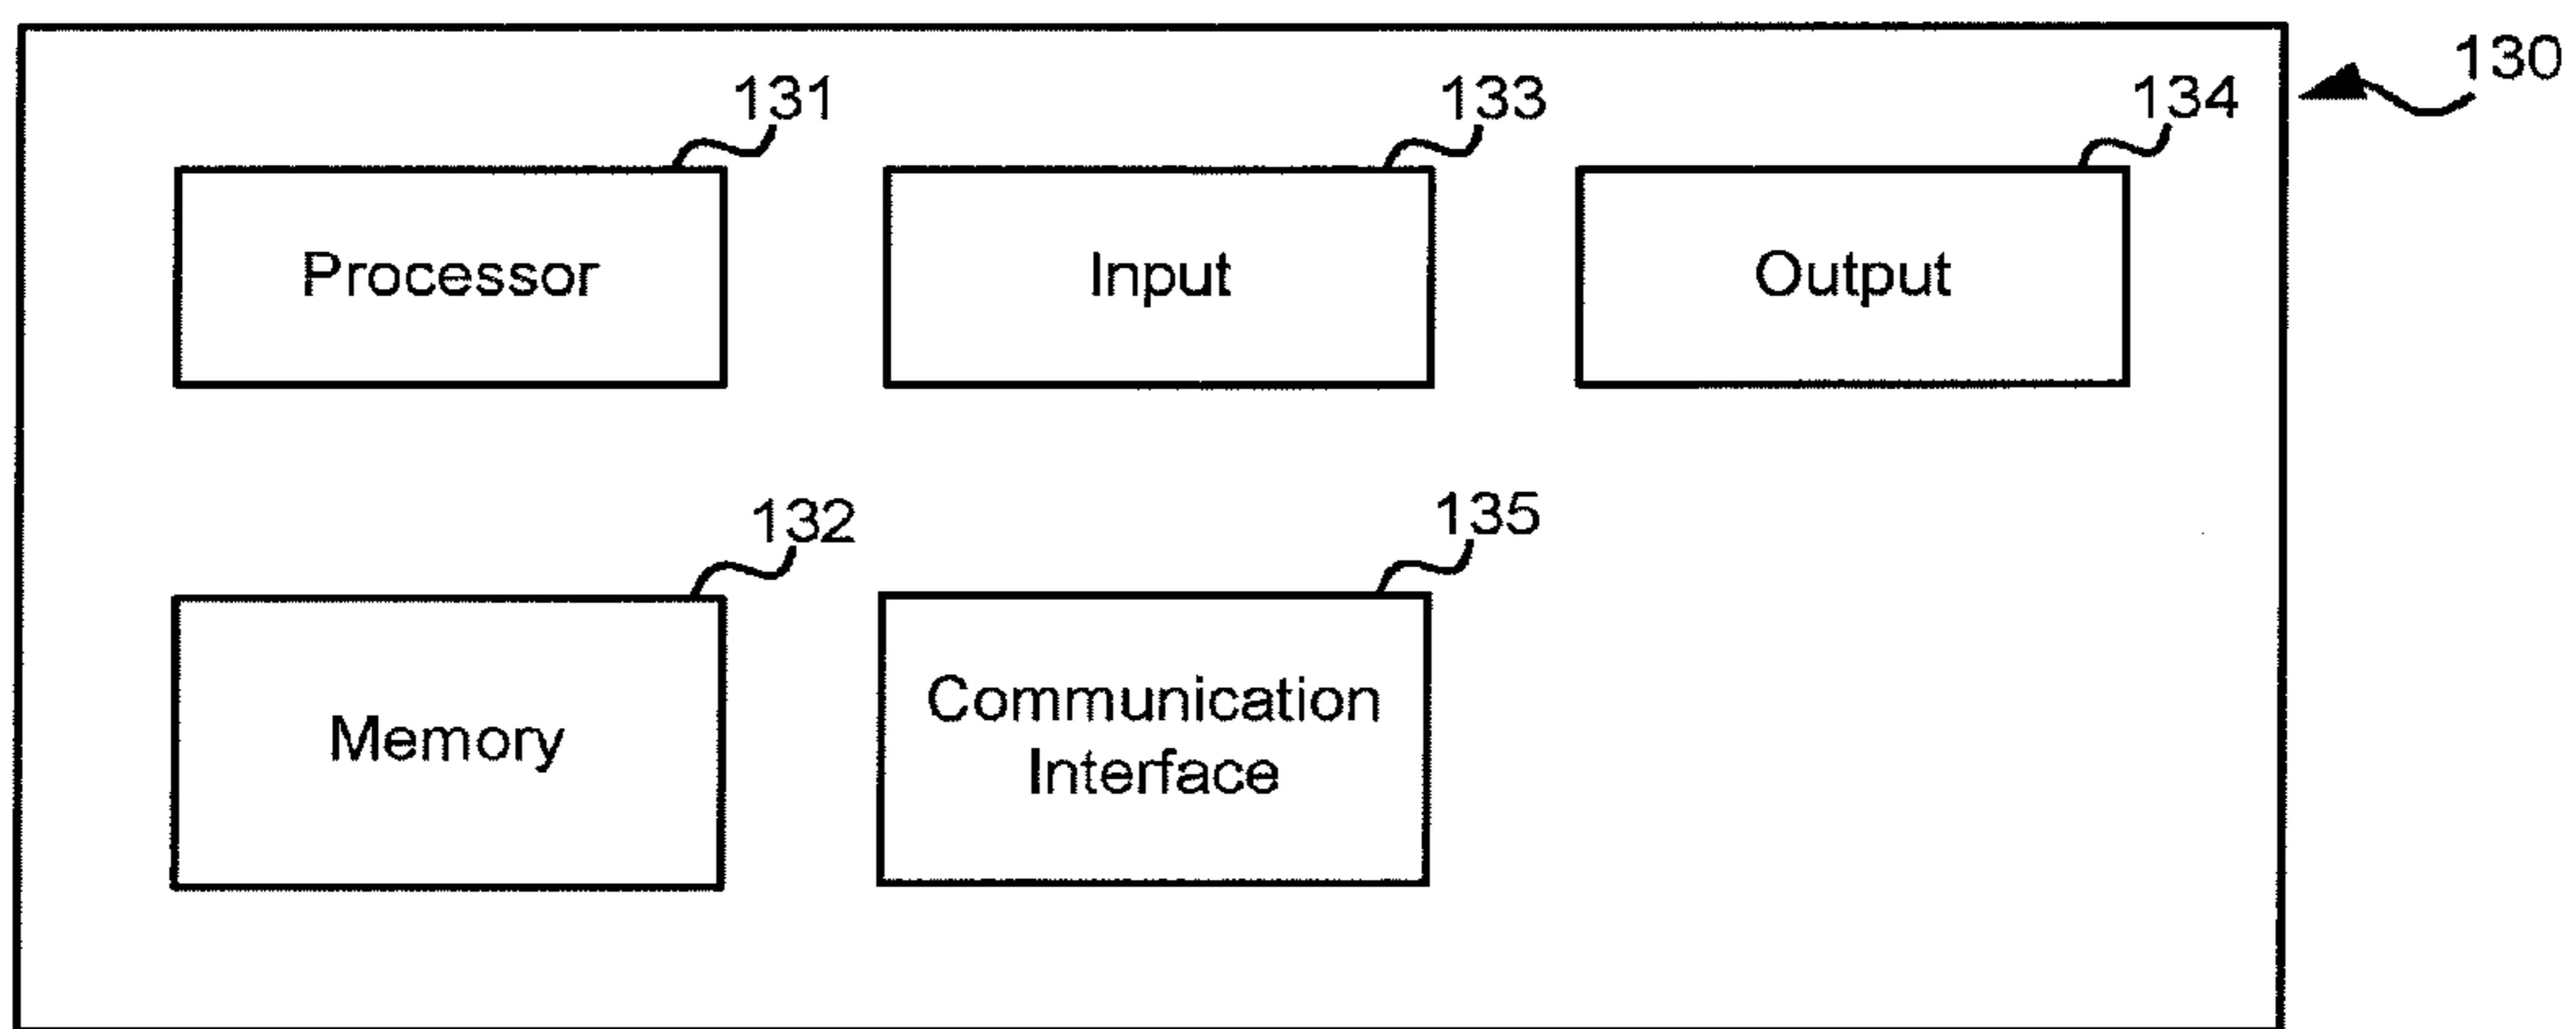 130
131
133
134
Processor
Input
Output
132
135
Memory
Communication
Interface